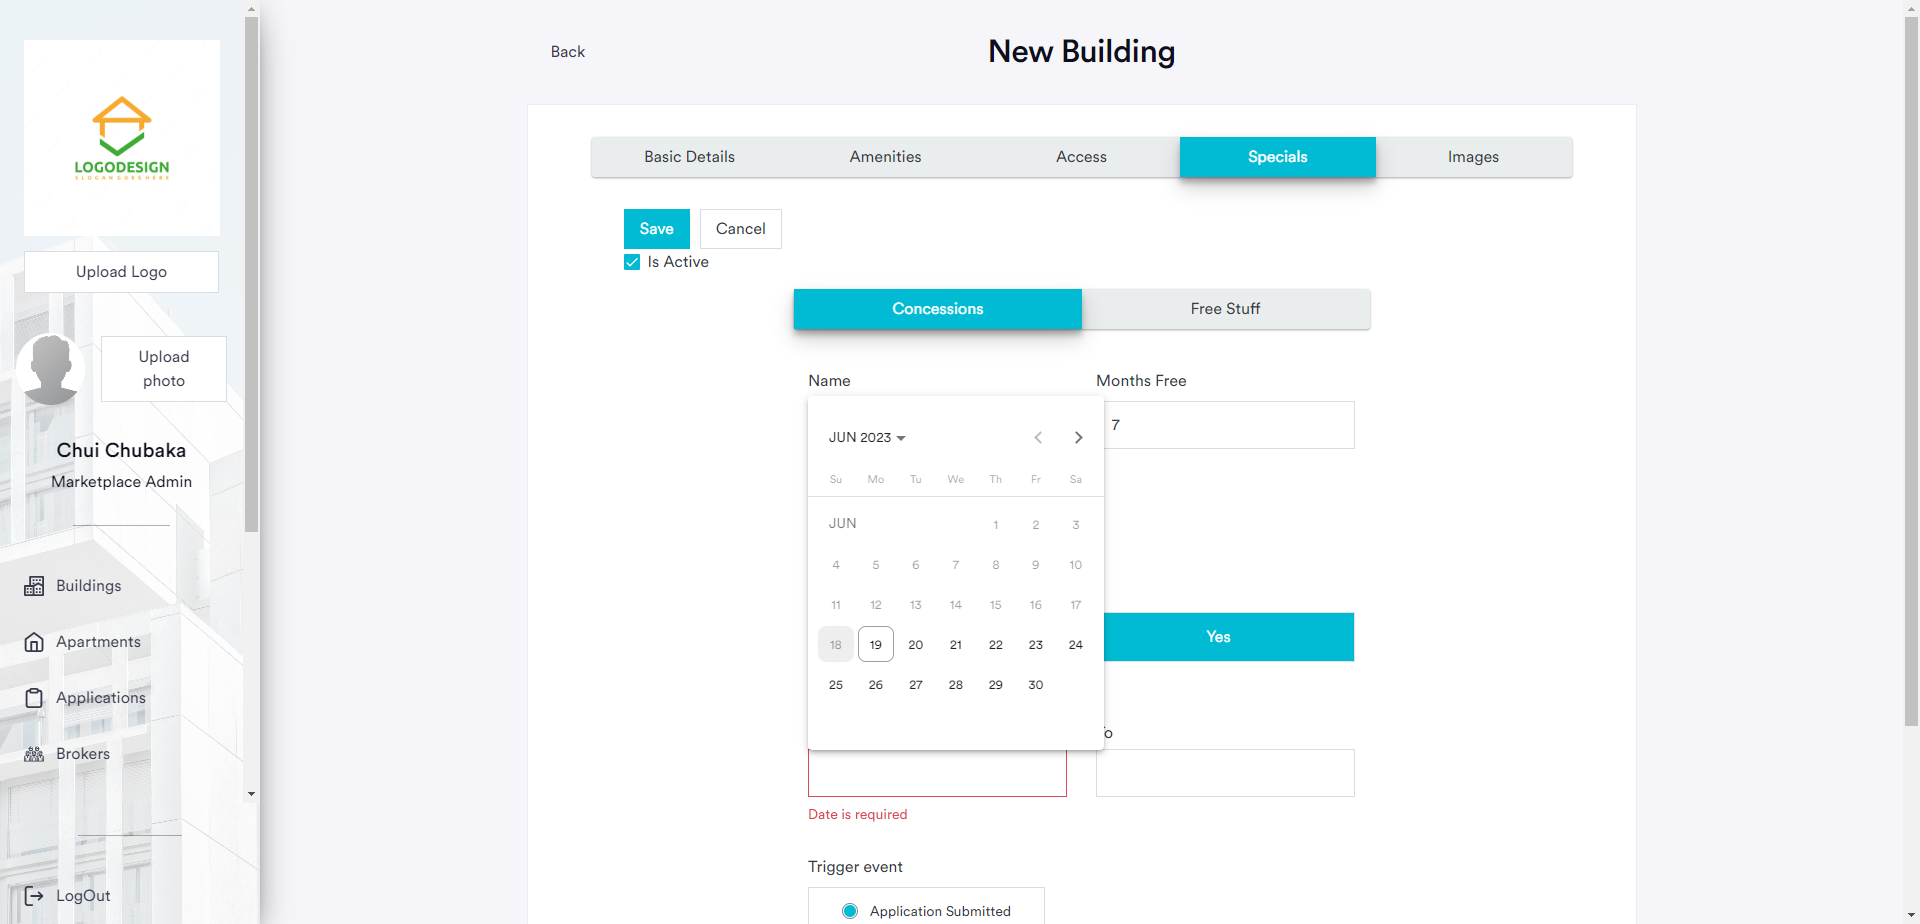 LOGODESIGN
SLOGAN GOES HERE
Upload Logo
Upload
photo
Chui Chubaka
Marketplace Admin
Buildings
Apartments
Applications
Brokers
LogOut
Back
New Building
Basic Details Amenities Access Specials Images
Save Cancel
Is Active
Concessions Free Stuff
Name Months Free
7
JUN 2023
Su Mo Tu We Th Fr Sa
JUN 1 2 3
4 5 6 7 8 9 10
11 12 13 14 15 16 17
18 19 20 21 22 23 24
25 26 27 28 29 30
Yes
To
Date is required
Trigger event
Application Submitted